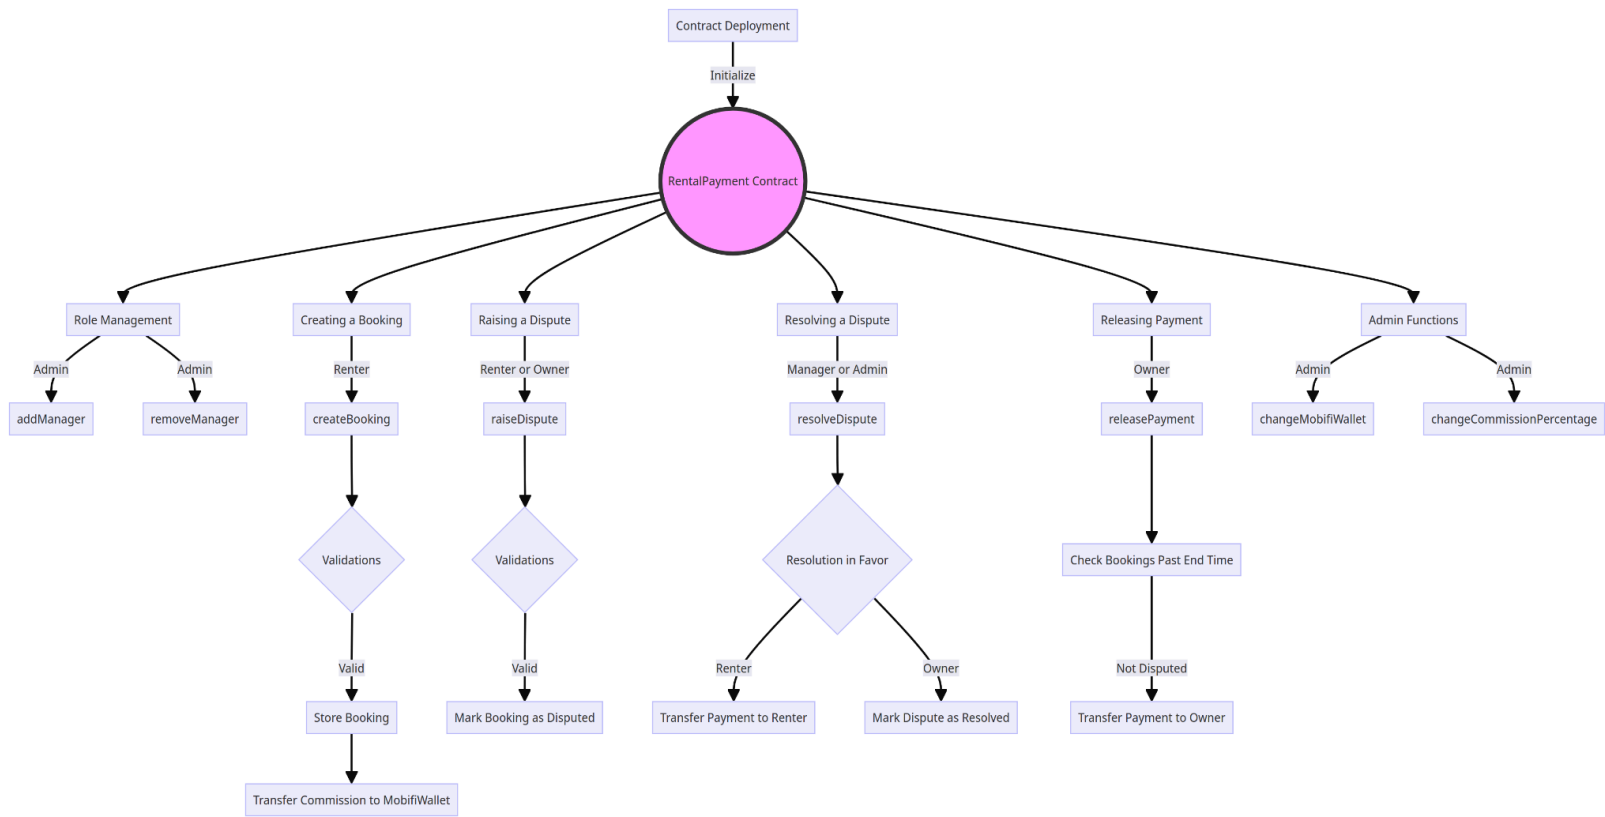 Contract Deployment
Initialize
RentalPayment Contract
Role Management
Creating a Booking
Raising a Dispute
Resolving a Dispute
Releasing Payment
Admin Functions
Admin
Admin
Renter
Renter or Owner
Manager or Admin
Owner
Admin
Admin
addManager
removeManager
createBooking
raiseDispute
resolveDispute
releasePayment
changeMobifiWallet
changeCommissionPercentage
Validations
Validations
Resolution in Favor
Check Bookings Past End Time
Valid
Valid
Renter
Owner
Not Disputed
Store Booking
Mark Booking as Disputed
Transfer Payment to Renter
Mark Dispute as Resolved
Transfer Payment to Owner
Transfer Commission to MobifiWallet